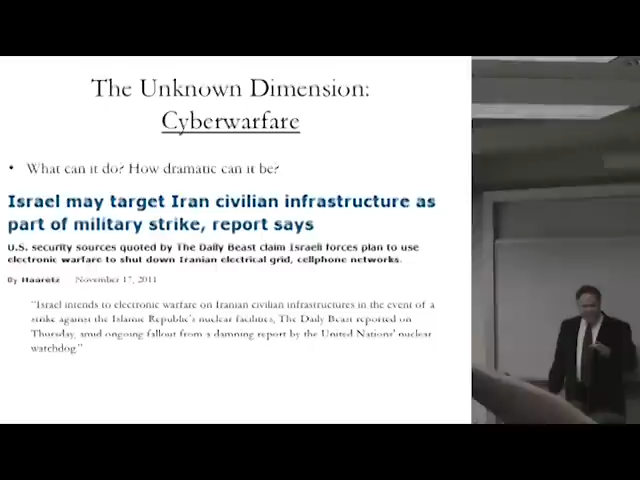 The Unknown Dimension:
Cyberwarfare
• What can it do? How dramatic can it be?
Israel may target Iran civilian infrastructure as
part of military strike, report says
U.S. security sources quoted by The Daily Beast claim Israeli forces plan to use
electronic warfare to shut down Iranian electrical grid, cellphone networks.
By Haaretz November 17, 2011
"Israel intends to electronic warfare on Iranian civilian infrastructures in the event of a
strike against the Islamic Republic's nuclear facilities, The Daily Beast reported on
Thursday, amid ongoing fallout from a damning report by the United Nations' nuclear
watchdog."